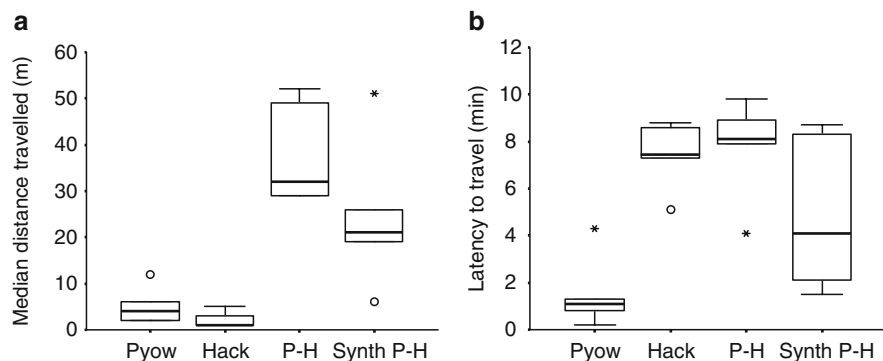 a
Median distance travelled (m)
60
50
40
30
20
10
0
Pyow Hack P-H Synth P-H
b
Latency to travel (min)
12
10
8
6
4
2
0
Pyow Hack P-H Synth P-H